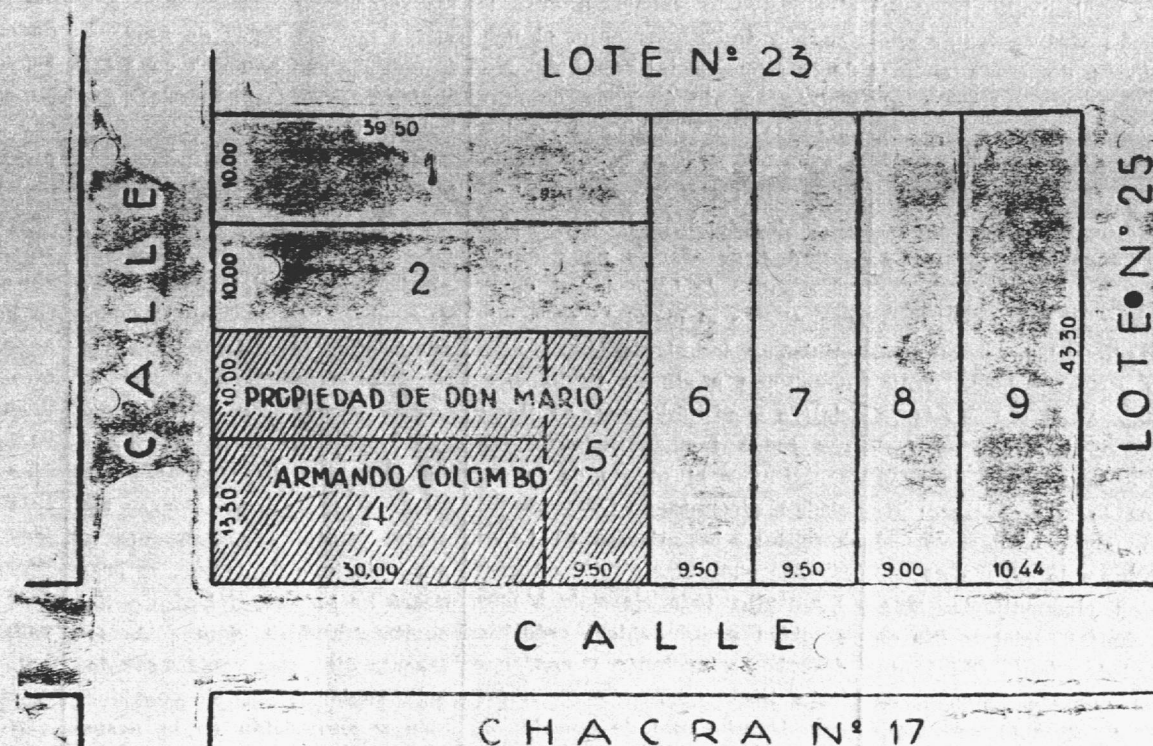 LOTE Nº 23
39 50
10.00
1
CALLE
10.00
2
10.00
PROPIEDAD DE DON MARIO
ARMANDO COLOMBO
4
5
6
7
8
9
13 30
43 30
LOTE Nº 25
30,00
9.50
9.50
9.50
9.00
10.44
CALLE
CHACRA Nº 17